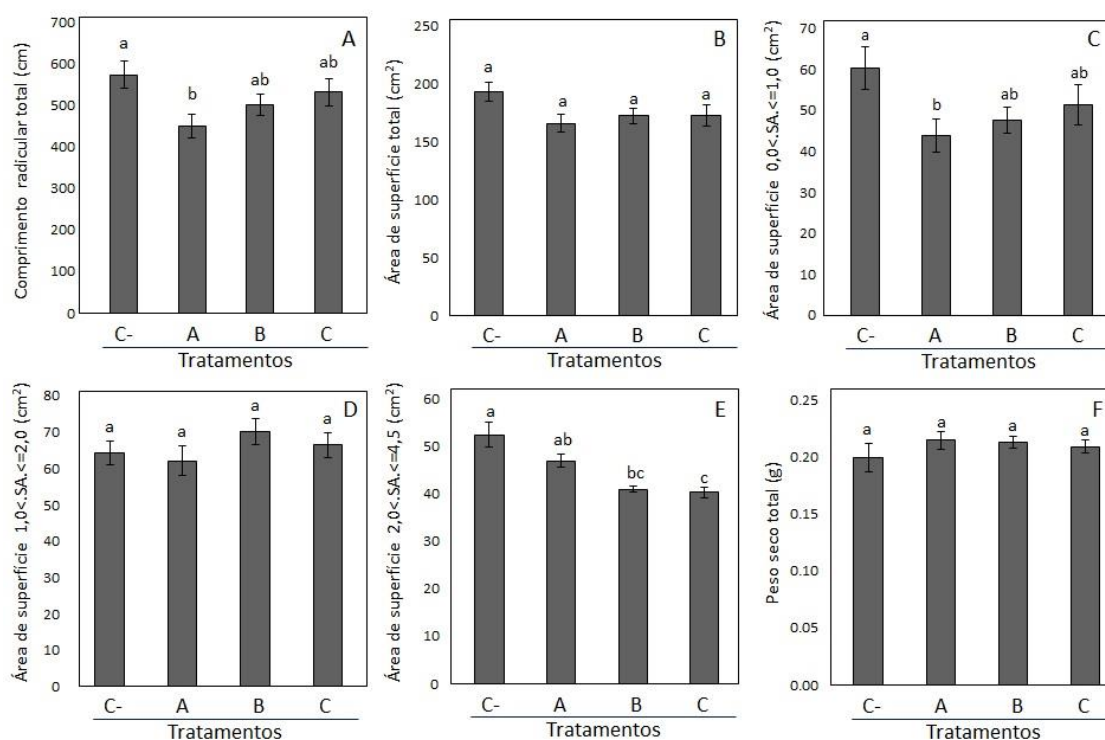 Comprimento radicular total (cm)
700
600
500
400
300
200
100
0
A
a
b
ab
ab
C- A B C
Tratamentos
Área de superfície total (cm²)
250
200
150
100
50
0
B
a
a
a
a
C- A B C
Tratamentos
Área de superfície 0,0<.SA.<=1,0 (cm²)
70
60
50
40
30
20
10
0
C
a
b
ab
ab
C- A B C
Tratamentos
Área de superfície 1,0<.SA.<=2,0 (cm²)
80
70
60
50
40
30
20
10
0
D
a
a
a
a
C- A B C
Tratamentos
Área de superfície 2,0<.SA.<=4,5 (cm²)
60
50
40
30
20
10
0
E
a
ab
bc
c
C- A B C
Tratamentos
Peso seco total (g)
0.25
0.20
0.15
0.10
0.05
0.00
F
a
a
a
a
C- A B C
Tratamentos